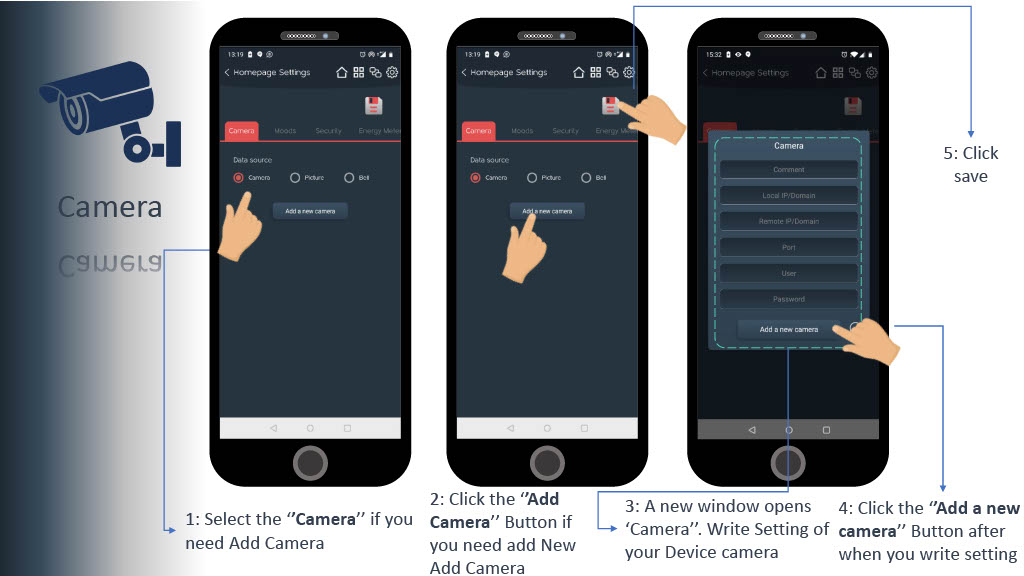 Camera
13:19
Homepage Settings
Camera Moods Security Energy Meter
Data source
Camera Picture Bell
Add a new camera
13:19
Homepage Settings
Camera Moods Security Energy Me
Data source
Camera Picture Bell
Add a new camera
15:32
Homepage Settings
Camera
Comment
Local IP/Domain
Remote IP/Domain
Port
User
Password
Add a new camera
5: Click
save
1: Select the ‘’Camera’’ if you
need Add Camera
2: Click the ‘’Add
Camera’’ Button if
you need add New
Add Camera
3: A new window opens
‘Camera’’. Write Setting of
your Device camera
4: Click the ‘’Add a new
camera’’ Button after
when you write setting